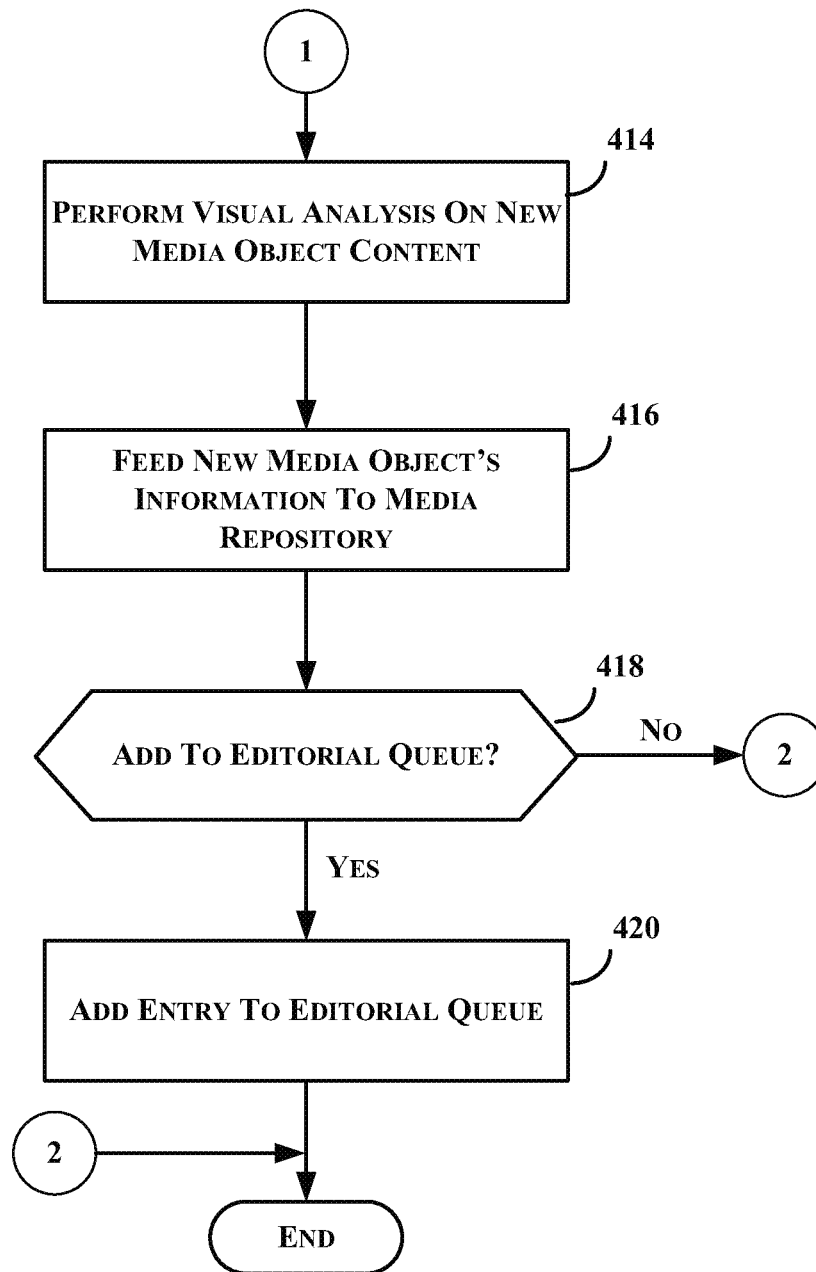 1
414
PERFORM VISUAL ANALYSIS ON NEW
MEDIA OBJECT CONTENT
416
FEED NEW MEDIA OBJECT'S
INFORMATION TO MEDIA
REPOSITORY
418
ADD TO EDITORIAL QUEUE?
NO
2
YES
420
ADD ENTRY TO EDITORIAL QUEUE
2
END